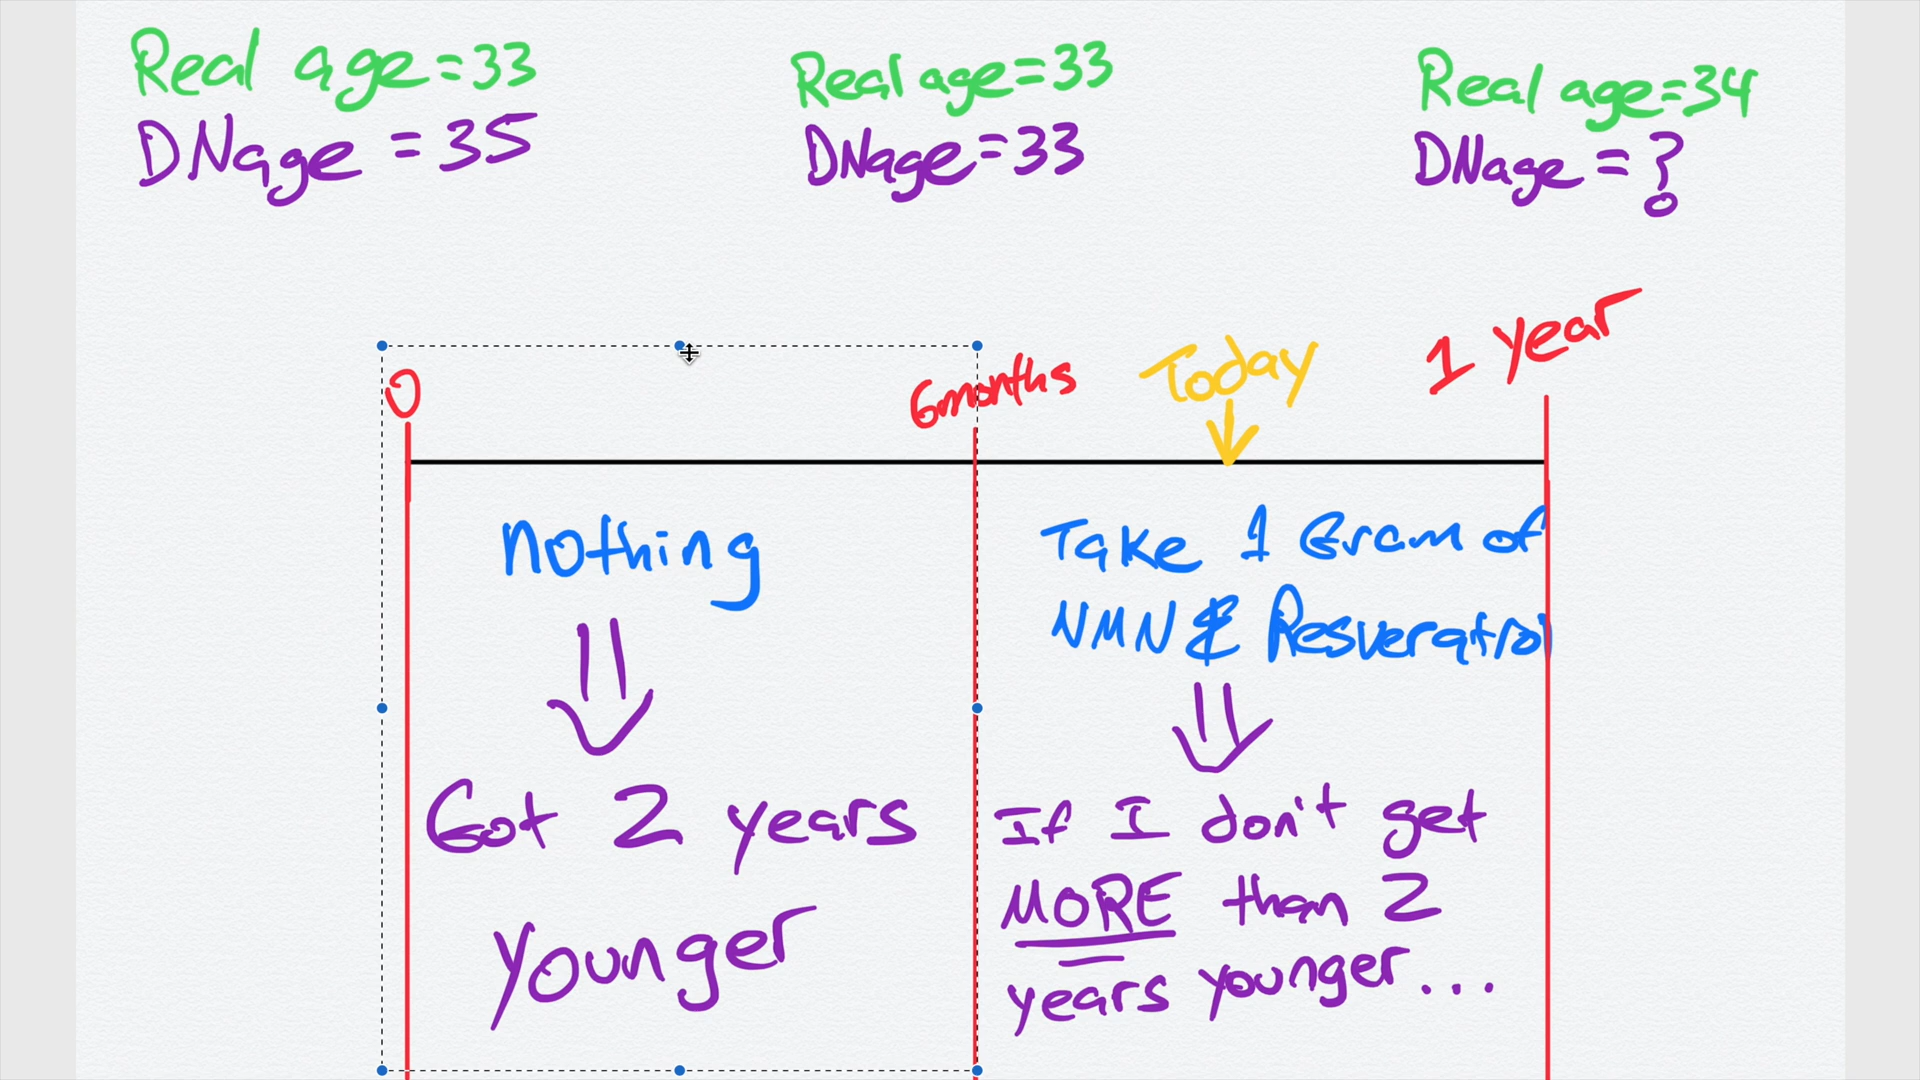 Real age=33
DNage = 35
Real age=33
DNage=33
Real age=34
DNage = ?
0
6months
Today
1 year
nothing
Got 2 years
younger
Take 1 Gram of
NMN & Resveratrol
If I don't get
MORE than 2
years younger...